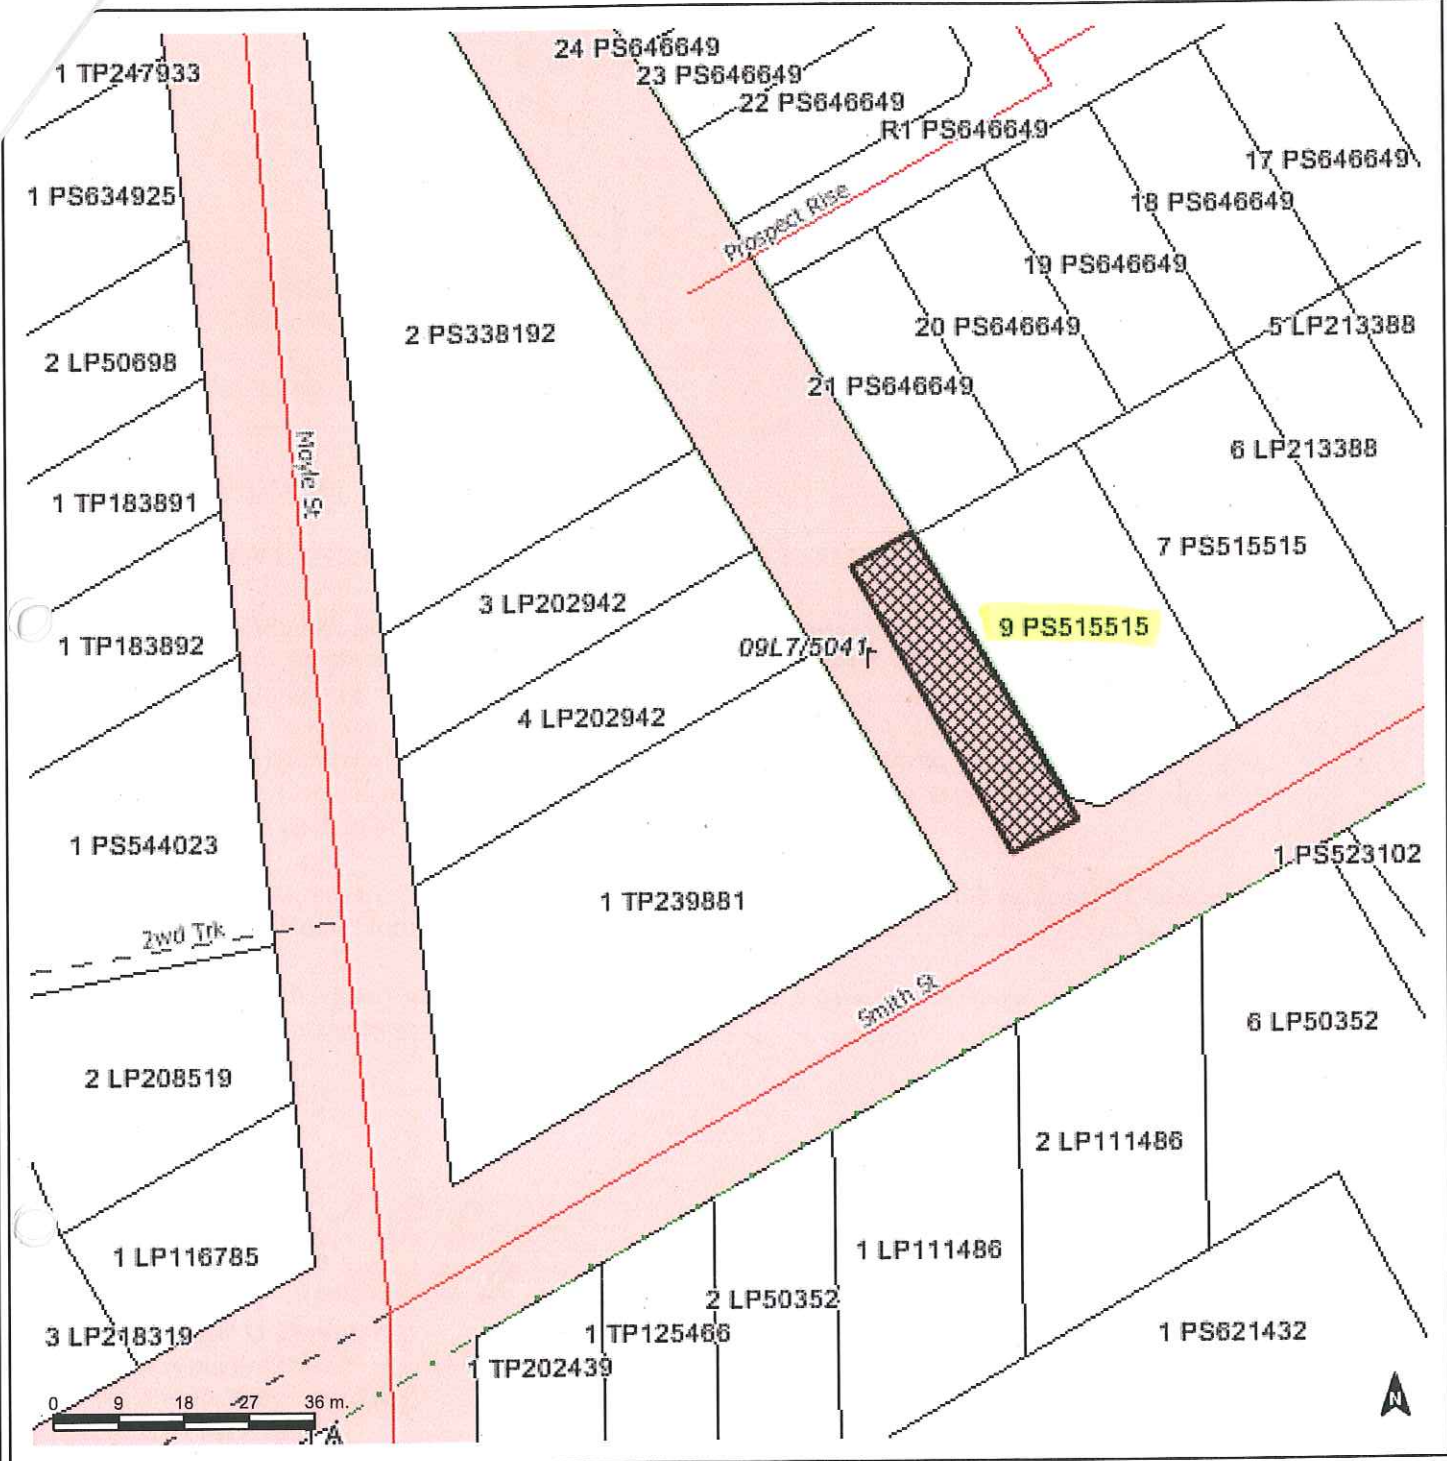 24 PS646649
1 TP247933
23 PS646649
22 PS646649
R1 PS646649
17 PS646649
1 PS634925
18 PS646649
Prospect Rise
19 PS646649
20 PS646649
5 LP213388
2 PS338192
2 LP50698
21 PS646649
6 LP213388
Moyle St
1 TP183891
7 PS515515
3 LP202942
9 PS515515
1 TP183892
09L7/5041
4 LP202942
1 PS544023
1 PS523102
1 TP239881
2wd Trk
Smith St
6 LP50352
2 LP208519
2 LP111486
1 LP111486
1 LP116785
2 LP50352
1 TP125466
1 PS621432
3 LP218319
1 TP202439
0 9 18 27 36 m.
N